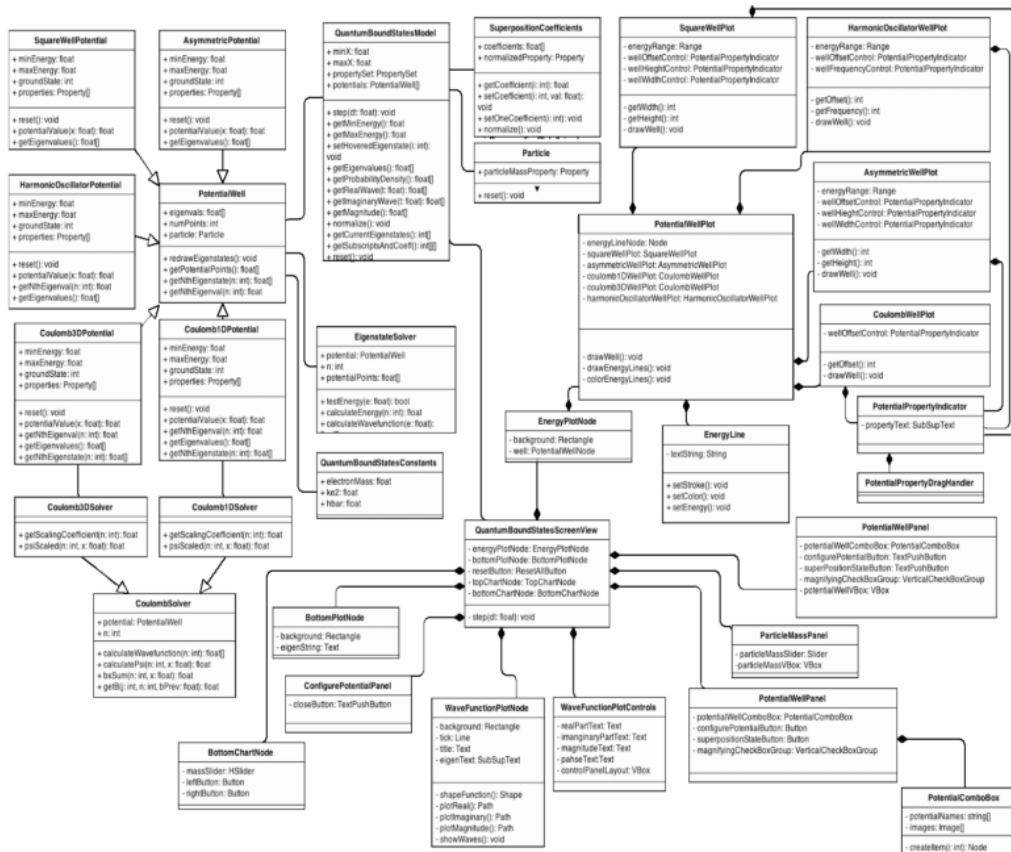 SquareWellPotential
+ minEnergy: float
+ maxEnergy: float
+ groundState: int
+ properties: Property[]
+ reset(): void
+ potentialValue(x: float): float
+ getEigenvalues(): float[]
AsymmetricPotential
+ minEnergy: float
+ maxEnergy: float
+ groundState: int
+ properties: Property[]
+ reset(): void
+ potentialValue(x: float): float
+ getEigenvalues(): float[]
HarmonicOscillatorPotential
+ minEnergy: float
+ maxEnergy: float
+ groundState: int
+ properties: Property[]
+ reset(): void
+ potentialValue(x: float): float
+ getNthEigenval(n: int): float
+ getEigenvalues(): float[]
PotentialWell
+ eigenvals: float[]
+ numPoints: int
+ particle: Particle
+ redrawEigenstates(): void
+ getPotentialPoints(): float[]
+ getNthEigenstate(n: int): float[]
+ getNthEigenval(n: int): float
Coulomb3DPotential
+ minEnergy: float
+ maxEnergy: float
+ groundState: int
+ properties: Property[]
+ reset(): void
+ potentialValue(x: float): float
+ getNthEigenval(n: int): float
+ getEigenvalues(): float[]
+ getNthEigenstate(n: int): float[]
Coulomb1DPotential
+ minEnergy: float
+ maxEnergy: float
+ groundState: int
+ properties: Property[]
+ reset(): void
+ potentialValue(x: float): float
+ getNthEigenval(n: int): float
+ getEigenvalues(): float[]
+ getNthEigenstate(n: int): float[]
Coulomb3DSolver
+ getScalingCoefficient(n: int): float
+ psiScaled(n: int, x: float): float
Coulomb1DSolver
+ getScalingCoefficient(n: int): float
+ psiScaled(n: int, x: float): float
CoulombSolver
+ potential: PotentialWell
+ n: int
+ calculateWavefunction(n: int): float[]
+ calculatePsi(n: int, x: float): float
+ bxSum(n: int, x: float): float
+ getB(j: int, n: int, bPrev: float): float
QuantumBoundStatesModel
+ minX: float
+ maxX: float
+ propertySet: PropertySet
+ potentials: PotentialWell[]
+ step(dt: float): void
+ getMinEnergy(): float
+ getMaxEnergy(): float
+ setHoveredEigenstate(i: int):
void
+ getEigenvalues(): float[]
+ getProbabilityDensity(): float[]
+ getRealWave(t: float): float[]
+ getImaginaryWave(t: float): float[]
+ getMagnitude(): float[]
+ normalize(): void
+ getCurrentEigenstates(): int[]
+ getSubscriptsAndCoeff(): int[][]
+ reset(): void
SuperpositionCoefficients
+ coefficients: float[]
+ normalizedProperty: Property
+ getCoefficient(i: int): float
+ setCoefficient(i: int, val: float):
void
+ setOneCoefficient(i: int): void
+ normalize(): void
Particle
+ particleMassProperty: Property
+ reset(): void
EigenstateSolver
+ potential: PotentialWell
+ n: int
+ potentialPoints: float[]
+ testEnergy(e: float): bool
+ calculateEnergy(n: int): float
+ calculateWavefunction(e: float):
QuantumBoundStatesConstants
+ electronMass: float
+ ke2: float
+ hbar: float
SquareWellPlot
- energyRange: Range
- wellOffsetControl: PotentialPropertyIndicator
- wellHieghtControl: PotentialPropertyIndicator
- wellWidthControl: PotentialPropertyIndicator
- getWidth(): int
- getHeight(): int
- drawWell(): void
HarmonicOscillatorWellPlot
- energyRange: Range
- wellOffsetControl: PotentialPropertyIndicator
- wellFrequencyControl: PotentialPropertyIndicator
- getOffset(): int
- getFrequency(): int
- drawWell(): void
AsymmetricWellPlot
- energyRange: Range
- wellOffsetControl: PotentialPropertyIndicator
- wellHieghtControl: PotentialPropertyIndicator
- wellWidthControl: PotentialPropertyIndicator
- getWidth(): int
- getHeight(): int
- drawWell(): void
PotentialWellPlot
- energyLineNode: Node
- squareWellPlot: SquareWellPlot
- asymmetricWellPlot: AsymmetricWellPlot
- coulomb1DWellPlot: CoulombWellPlot
- coulomb3DWellPlot: CoulombWellPlot
- harmonicOscillatorWellPlot: HarmonicOscillatorWellPlot
- drawWell(): void
- drawEnergyLines(): void
- colorEnergyLines(): void
CoulombWellPlot
- wellOffsetControl: PotentialPropertyIndicator
- getOffset(): int
- drawWell(): void
PotentialPropertyIndicator
- propertyText: SubSupText
PotentialPropertyDragHandler
EnergyPlotNode
- background: Rectangle
- well: PotentialWellNode
EnergyLine
- textString: String
+ setStroke(): void
+ setColor(): void
+ setEnergy(): void
QuantumBoundStatesScreenView
- energyPlotNode: EnergyPlotNode
- bottomPlotNode: BottomPlotNode
- resetButton: ResetAllButton
- topChartNode: TopChartNode
- bottomChartNode: BottomChartNode
- step(dt: float): void
PotentialWellPanel
- potentialWellComboBox: PotentialComboBox
- configurePotentialButton: TextPushButton
- superPositionStateButton: TextPushButton
- magnifyingCheckBoxGroup: VerticalCheckBoxGroup
- potentialWellVBox: VBox
BottomPlotNode
- background: Rectangle
- eigenString: Text
ParticleMassPanel
- particleMassSlider: Slider
-particleMassVBox: VBox
ConfigurePotentialPanel
- closeButton: TextPushButton
BottomChartNode
- massSlider: HSlider
- leftButton: Button
- rightButton: Button
WaveFunctionPlotNode
- background: Rectangle
- tick: Line
- title: Text
- eigenText: SubSupText
- shapeFunction(): Shape
- plotReal(): Path
- plotImaginary(): Path
- plotMagnitude(): Path
- showWaves(): void
WaveFunctionPlotControls
- realPartText: Text
- imanginaryPartText: Text
- magnitudeText: Text
- pahseText:Text
- controlPanelLayout: VBox
PotentialWellPanel
- potentialWellComboBox: PotentialComboBox
- configurePotentialButton: Button
- superpositionStateButton: Button
- magnifyingCheckBoxGroup: VerticalCheckBoxGroup
PotentialComboBox
- potentialNames: string[]
- images: Image[]
- createItem(i: int): Node